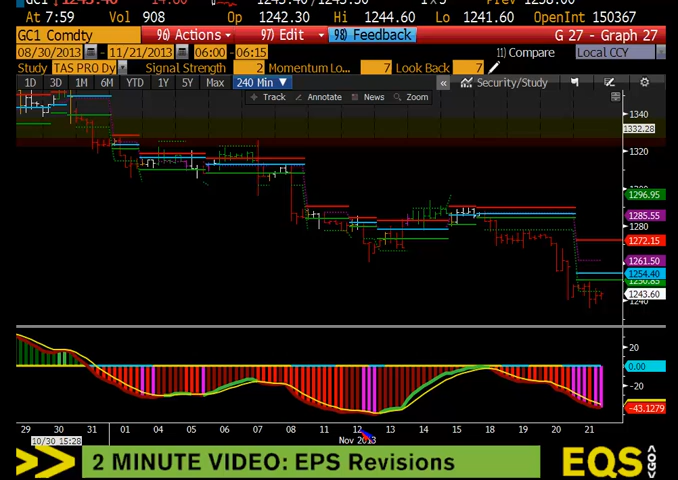 At 7:59 Vol 908 Op 1242.30 Hi 1244.60 Lo 1241.60 OpenInt 150367
GC1 Comdty 96) Actions 97) Edit 98) Feedback G 27 - Graph 27
08/30/2013 - 11/21/2013 06:00 - 06:15 11) Compare Local CCY
Study TAS PRO Dy Signal Strength 2 Momentum Lo... 7 Look Back 7
1D 3D 1M 6M YTD 1Y 5Y Max 240 Min ▼ « Security/Study
Track Annotate News Zoom
1340
1332.28
1320
1296.95
1285.55
1280
1272.15
1261.50
1254.40
1250.85
1243.60
20
0.00
-20
-43.1279
29 30 31 01 04 05 06 07 08 11 12 13 14 15 18 19 20 21
10/30 15:28 Nov 2013
2 MINUTE VIDEO: EPS Revisions EQS <GO>